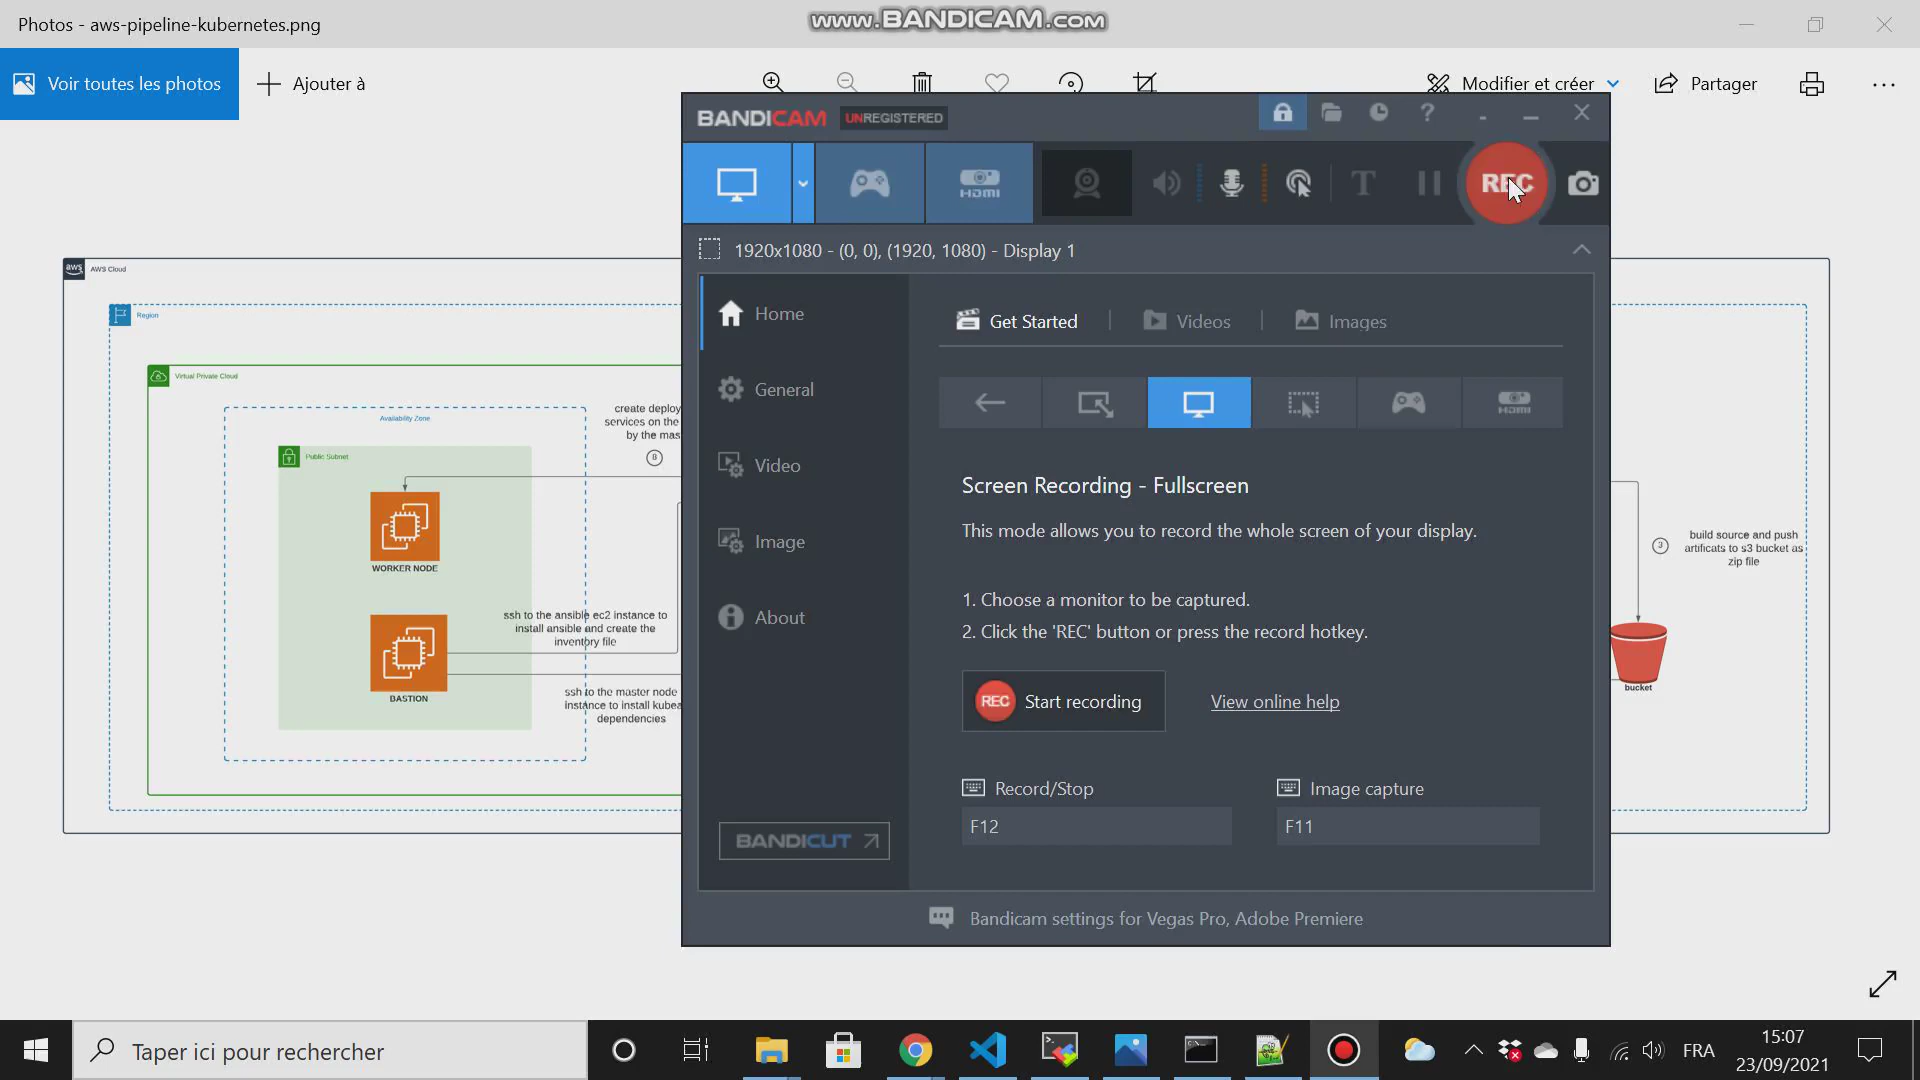 Photos - aws-pipeline-kubernetes.png
www.BANDICAM.com
Voir toutes les photos
Ajouter à
Modifier et créer
Partager
BANDICAM UNREGISTERED
?
HDMI
T
REC
1920x1080 - (0, 0), (1920, 1080) - Display 1
Home
General
Video
Image
About
BANDICUT
Get Started
Videos
Images
HDMI
Screen Recording - Fullscreen
This mode allows you to record the whole screen of your display.
1. Choose a monitor to be captured.
2. Click the 'REC' button or press the record hotkey.
REC Start recording
View online help
Record/Stop
F12
Image capture
F11
Bandicam settings for Vegas Pro, Adobe Premiere
aws AWS Cloud
Region
Virtual Private Cloud
Availability Zone
Public Subnet
WORKER NODE
BASTION
create deploy
services on the
by the mas
8
ssh to the ansible ec2 instance to
install ansible and create the
inventory file
ssh to the master node
instance to install kubea
dependencies
3
build source and push
artificats to s3 bucket as
zip file
bucket
Taper ici pour rechercher
FRA
15:07
23/09/2021